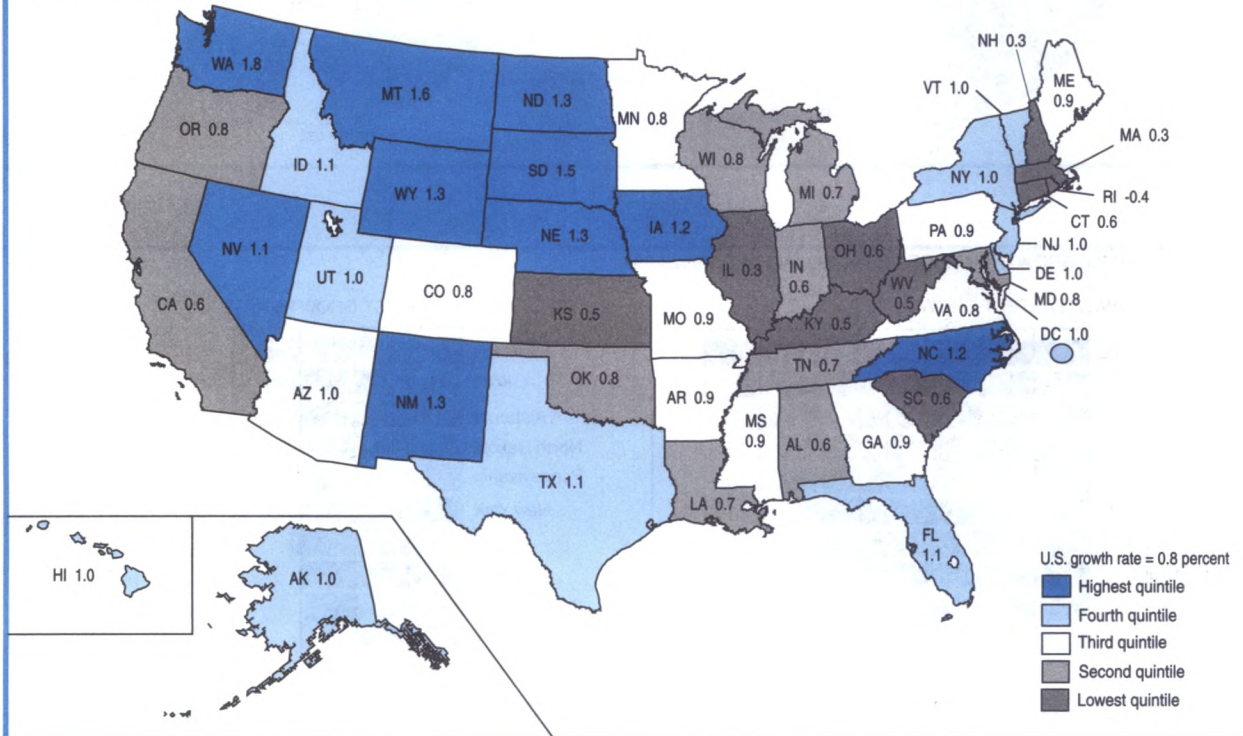 WA 1.8
OR 0.8
CA 0.6
NV 1.1
ID 1.1
MT 1.6
WY 1.3
UT 1.0
AZ 1.0
CO 0.8
NM 1.3
ND 1.3
SD 1.5
NE 1.3
KS 0.5
OK 0.8
TX 1.1
MN 0.8
IA 1.2
MO 0.9
AR 0.9
LA 0.7
WI 0.8
IL 0.3
MI 0.7
IN
0.6
OH 0.6
KY 0.5
TN 0.7
MS
0.9
AL 0.6
GA 0.9
FL
1.1
SC 0.6
NC 1.2
VA 0.8
WV
0.5
PA 0.9
NY 1.0
VT 1.0
NH 0.3
ME
0.9
MA 0.3
RI -0.4
CT 0.6
NJ 1.0
DE 1.0
MD 0.8
DC 1.0
HI 1.0
AK 1.0
U.S. growth rate = 0.8 percent
Highest quintile
Fourth quintile
Third quintile
Second quintile
Lowest quintile